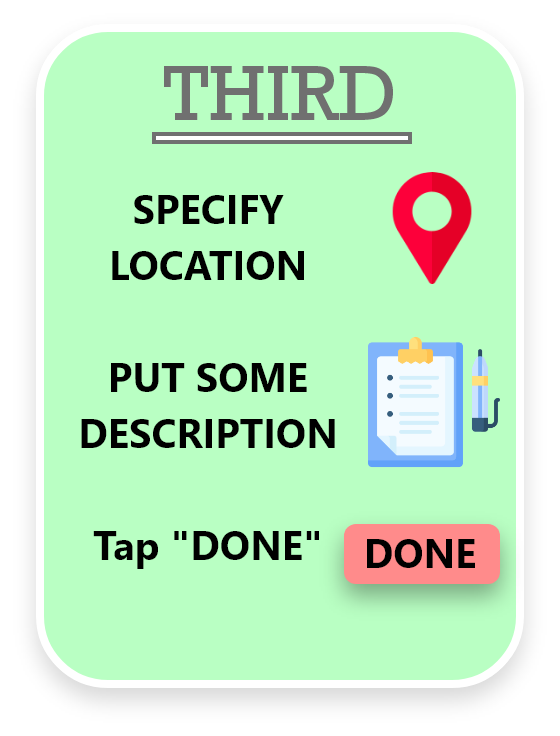 THIRD
SPECIFY
LOCATION
PUT SOME
DESCRIPTION
Tap "DONE"
DONE